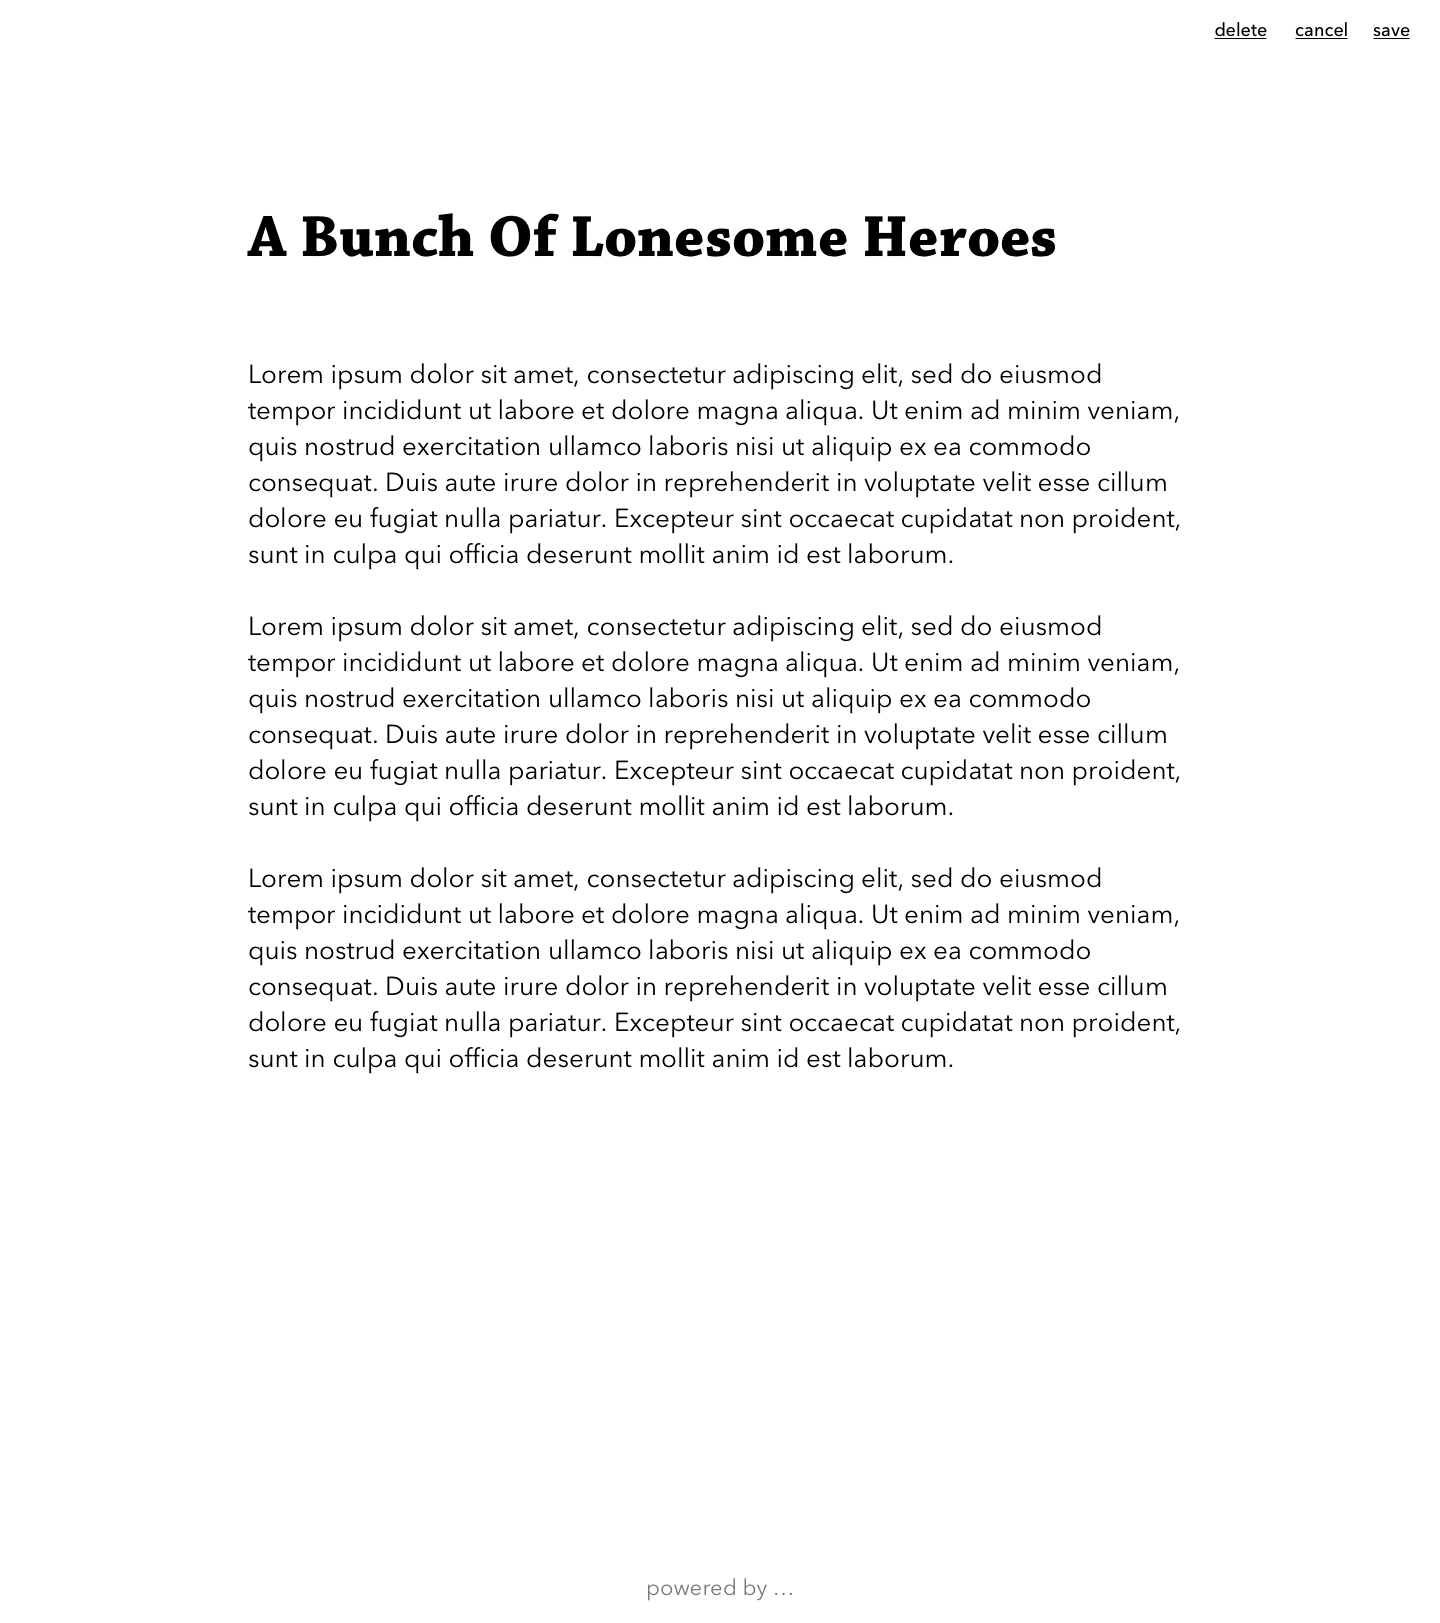 delete cancel save
A Bunch Of Lonesome Heroes
Lorem ipsum dolor sit amet, consectetur adipiscing elit, sed do eiusmod
tempor incididunt ut labore et dolore magna aliqua. Ut enim ad minim veniam,
quis nostrud exercitation ullamco laboris nisi ut aliquip ex ea commodo
consequat. Duis aute irure dolor in reprehenderit in voluptate velit esse cillum
dolore eu fugiat nulla pariatur. Excepteur sint occaecat cupidatat non proident,
sunt in culpa qui officia deserunt mollit anim id est laborum.
Lorem ipsum dolor sit amet, consectetur adipiscing elit, sed do eiusmod
tempor incididunt ut labore et dolore magna aliqua. Ut enim ad minim veniam,
quis nostrud exercitation ullamco laboris nisi ut aliquip ex ea commodo
consequat. Duis aute irure dolor in reprehenderit in voluptate velit esse cillum
dolore eu fugiat nulla pariatur. Excepteur sint occaecat cupidatat non proident,
sunt in culpa qui officia deserunt mollit anim id est laborum.
Lorem ipsum dolor sit amet, consectetur adipiscing elit, sed do eiusmod
tempor incididunt ut labore et dolore magna aliqua. Ut enim ad minim veniam,
quis nostrud exercitation ullamco laboris nisi ut aliquip ex ea commodo
consequat. Duis aute irure dolor in reprehenderit in voluptate velit esse cillum
dolore eu fugiat nulla pariatur. Excepteur sint occaecat cupidatat non proident,
sunt in culpa qui officia deserunt mollit anim id est laborum.
powered by …